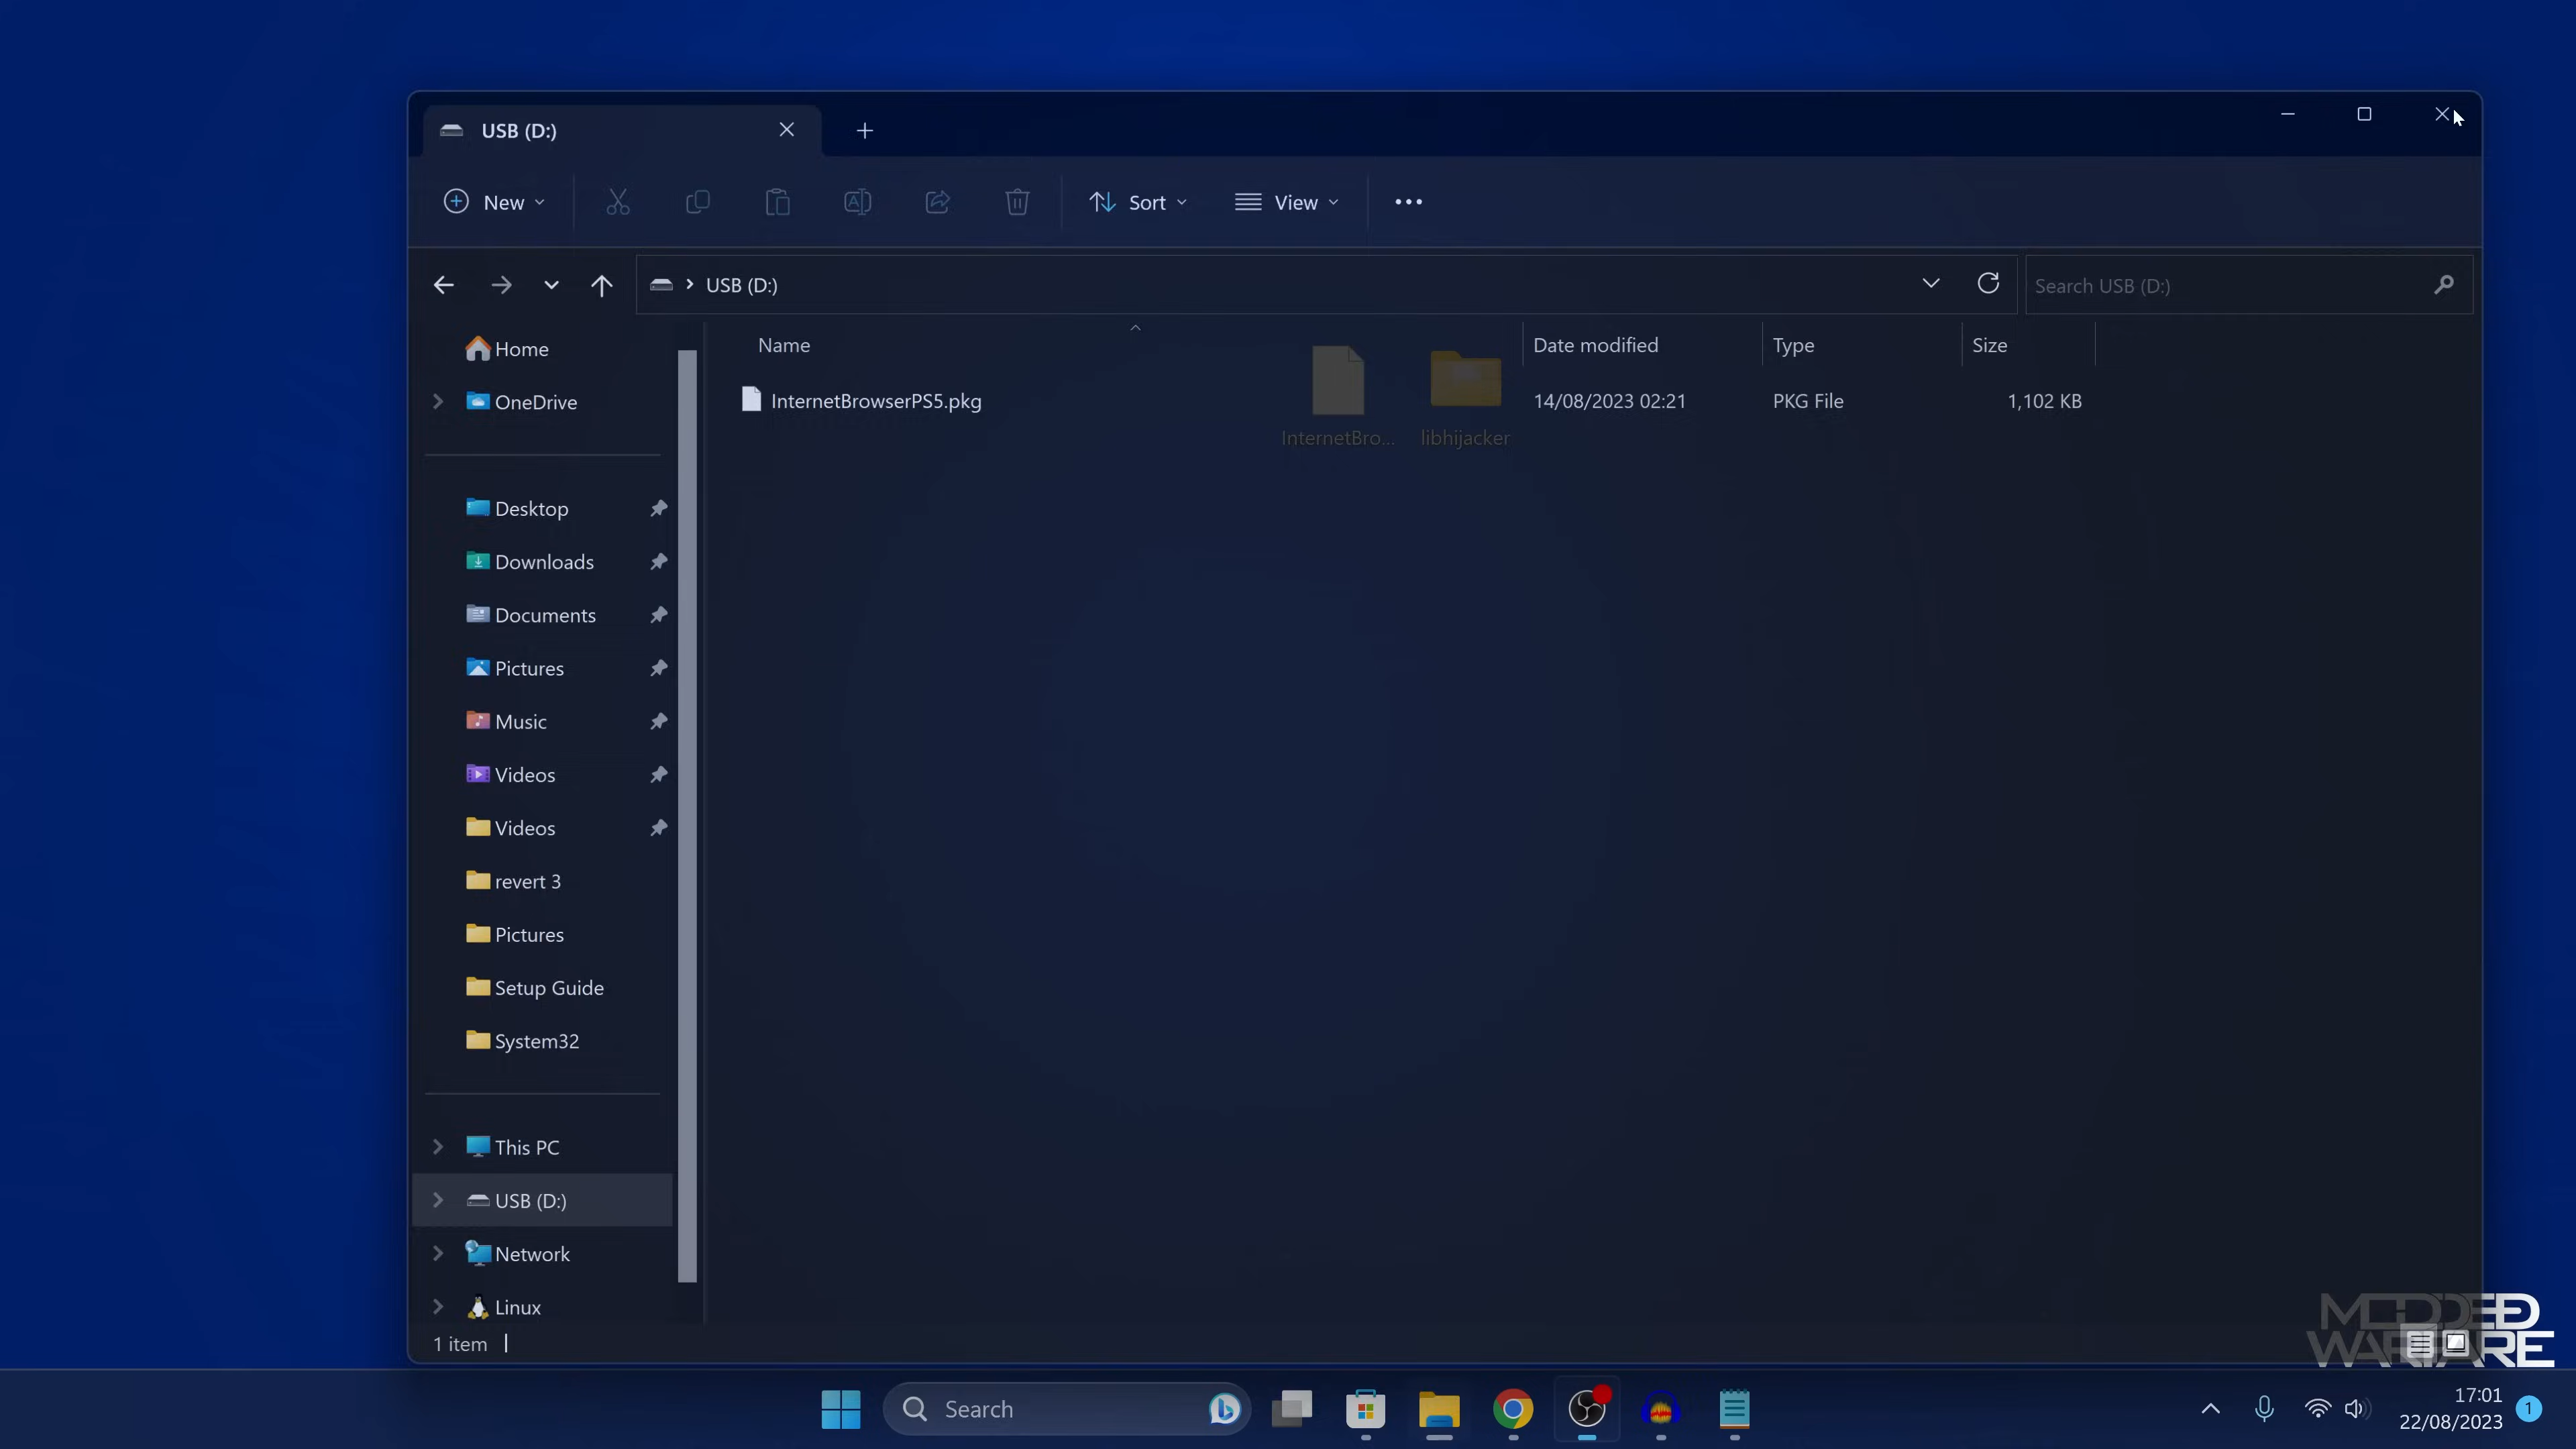 USB (D:)
New
Sort
View
USB (D:)
Search USB (D:)
Name
Date modified
Type
Size
InternetBrowserPS5.pkg
14/08/2023 02:21
PKG File
1,102 KB
InternetBro...
libhijacker
Home
OneDrive
Desktop
Downloads
Documents
Pictures
Music
Videos
Videos
revert 3
Pictures
Setup Guide
System32
This PC
USB (D:)
Network
Linux
1 item
MODDED
WARFARE
Search
17:01
22/08/2023
1